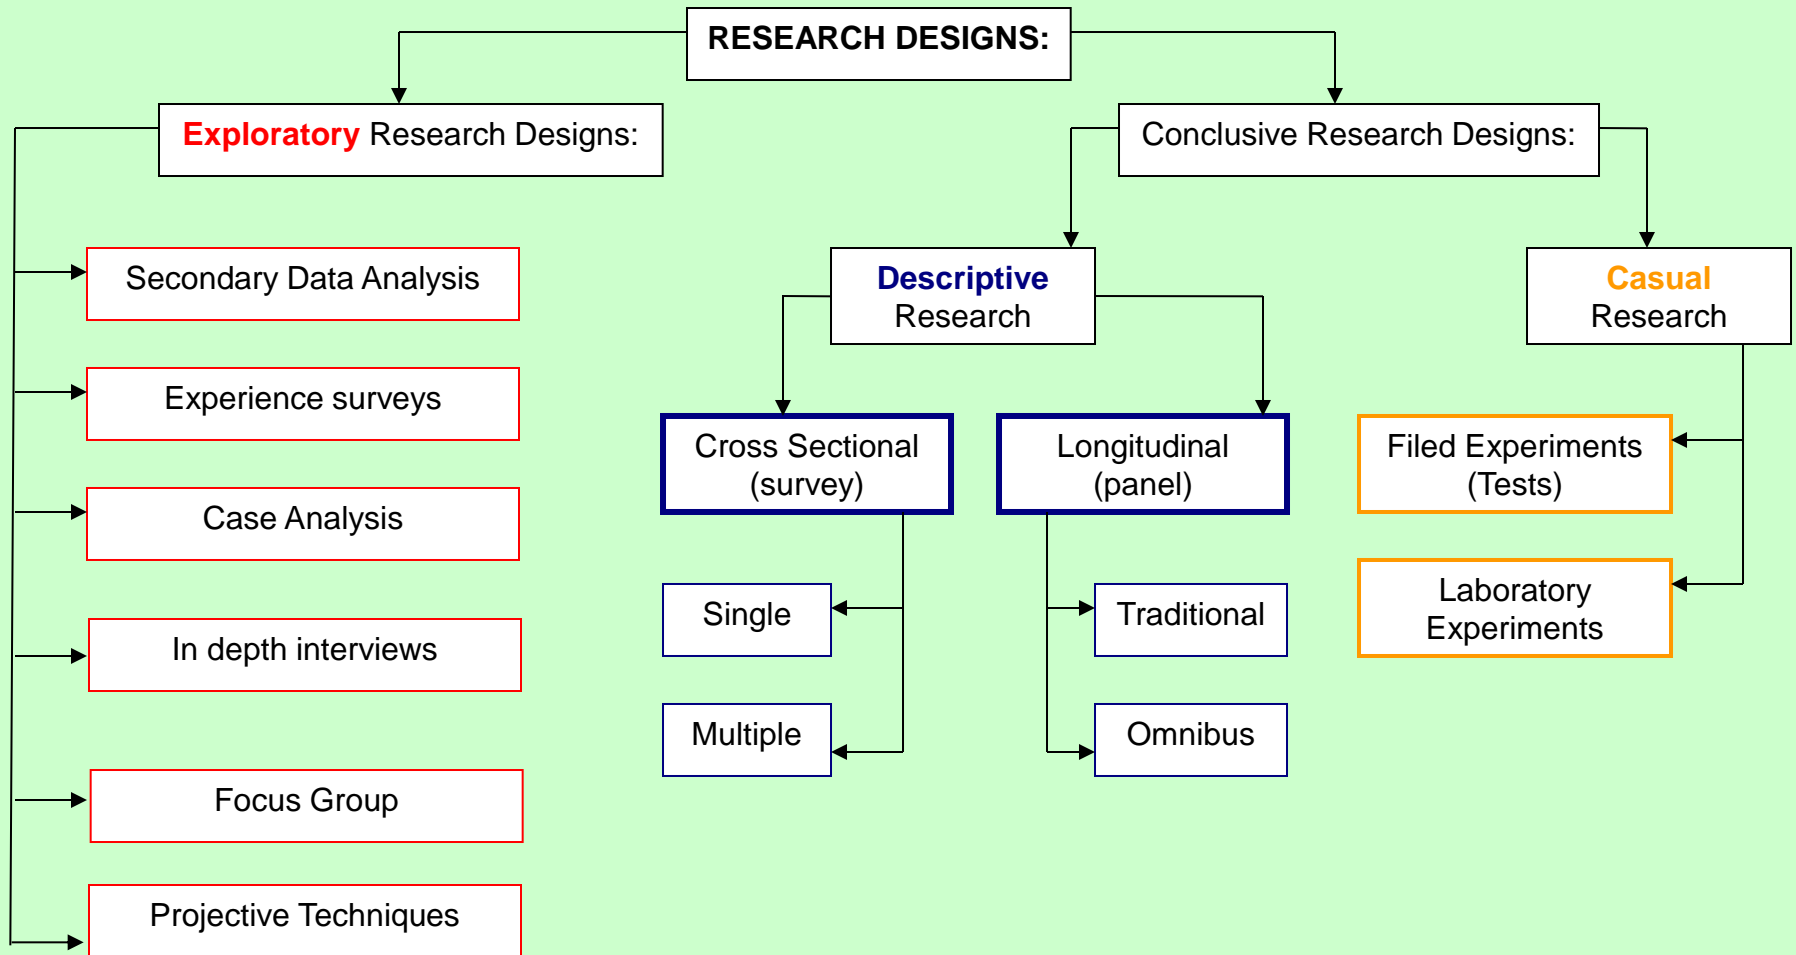 RESEARCH DESIGNS:
Exploratory Research Designs:
Conclusive Research Designs:
Secondary Data Analysis
Experience surveys
Case Analysis
In depth interviews
Focus Group
Projective Techniques
Descriptive
Research
Cross Sectional
(survey)
Single
Multiple
Longitudinal
(panel)
Traditional
Omnibus
Casual
Research
Filed Experiments
(Tests)
Laboratory
Experiments